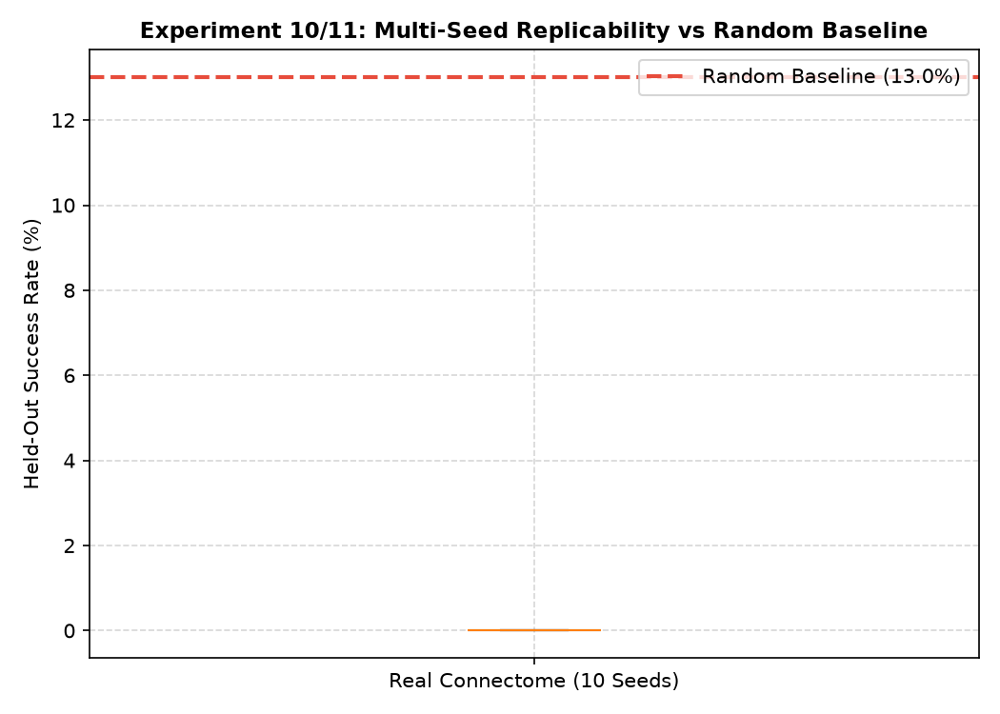 Experiment 10/11: Multi-Seed Replicability vs Random Baseline
Random Baseline (13.0%)
Held-Out Success Rate (%)
12
10
8
6
4
2
0
Real Connectome (10 Seeds)